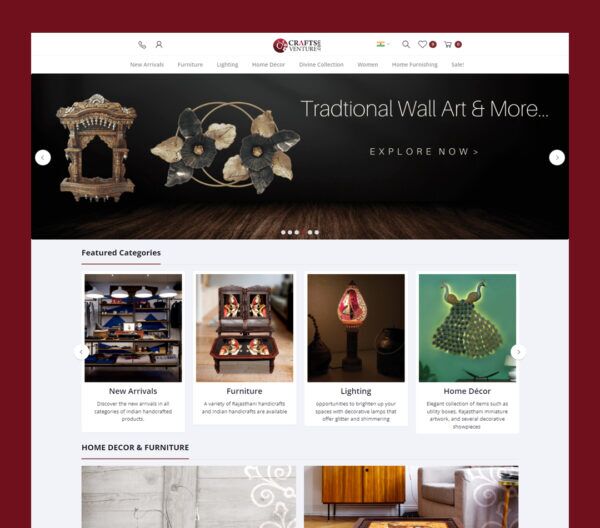 CRAFTS
VENTURE
0
0
New Arrivals Furniture Lighting Home Decor Divine Collection Women Home Furnishing Sale!
Tradtional Wall Art & More...
EXPLORE NOW >
Featured Categories
New Arrivals
Discover the new arrivals in all
categories of Indian handcrafted
products.
Furniture
A variety of Rajasthani handicrafts
and Indian handicrafts are available
Lighting
opportunities to brighten up your
spaces with decorative lamps that
offer glitter and shimmering
Home Décor
Elegant Collection of items such as
utility boxes, Rajasthani miniature
artwork, and several decorative
showpieces
HOME DECOR & FURNITURE